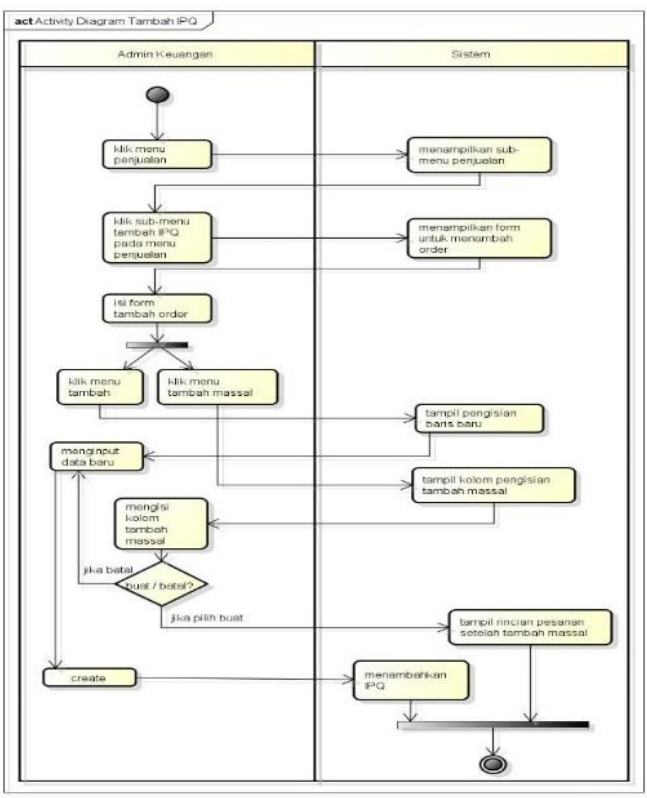 act Activity Diagram Tambah IPQ
Admin Keuangan
Sistem
klik menu
penjualan
menampilkan sub-
menu penjualan
klik sub-menu
tambah IPQ
pada menu
penjualan
menampilkan form
untuk menambah
order
isi form
tambah order
klik menu
tambah
klik menu
tambah massal
tampil pengisian
baris baru
menginput
data baru
tampil kolom pengisian
tambah massal
mengisi
kolom
tambah
massal
jika batal
buat / batal?
jika pilih buat
tampil rincian pesanan
setelah tambah massal
create
menambahkan
IPQ